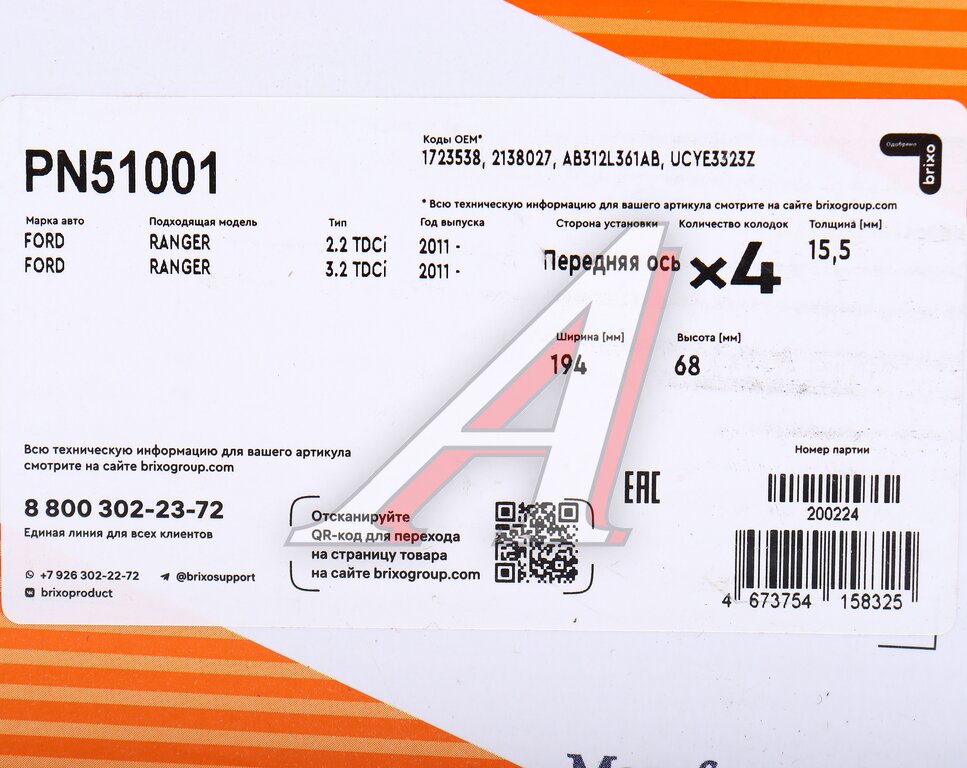 Коды OEM*
1723538, 2138027, AB312L361AB, UCYE3323Z
Одобрено
brixo
PN51001
* Всю техническую информацию для вашего артикула смотрите на сайте brixogroup.com
Марка авто Подходящая модель Тип Год выпуска Сторона установки Количество колодок Толщина [мм]
FORD RANGER 2.2 TDCi 2011 - Передняя ось x4 15,5
FORD RANGER 3.2 TDCi 2011 -
Ширина [мм] Высота [мм]
194 68
Всю техническую информацию для вашего артикула
смотрите на сайте brixogroup.com
Номер партии
200224
8 800 302-23-72
Единая линия для всех клиентов
+7 926 302-22-72 @brixosupport
brixoproduct
Отсканируйте
QR-код для перехода
на страницу товара
на сайте brixogroup.com
EAC
4 673754 158325